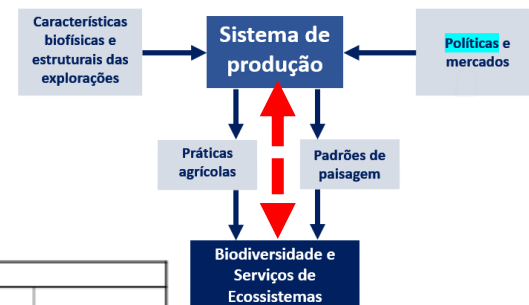 Características
biofísicas e
estruturais das
explorações
Sistema de
produção
Políticas e
mercados
Práticas
agrícolas
Padrões de
paisagem
Biodiversidade e
Serviços de
Ecossistemas